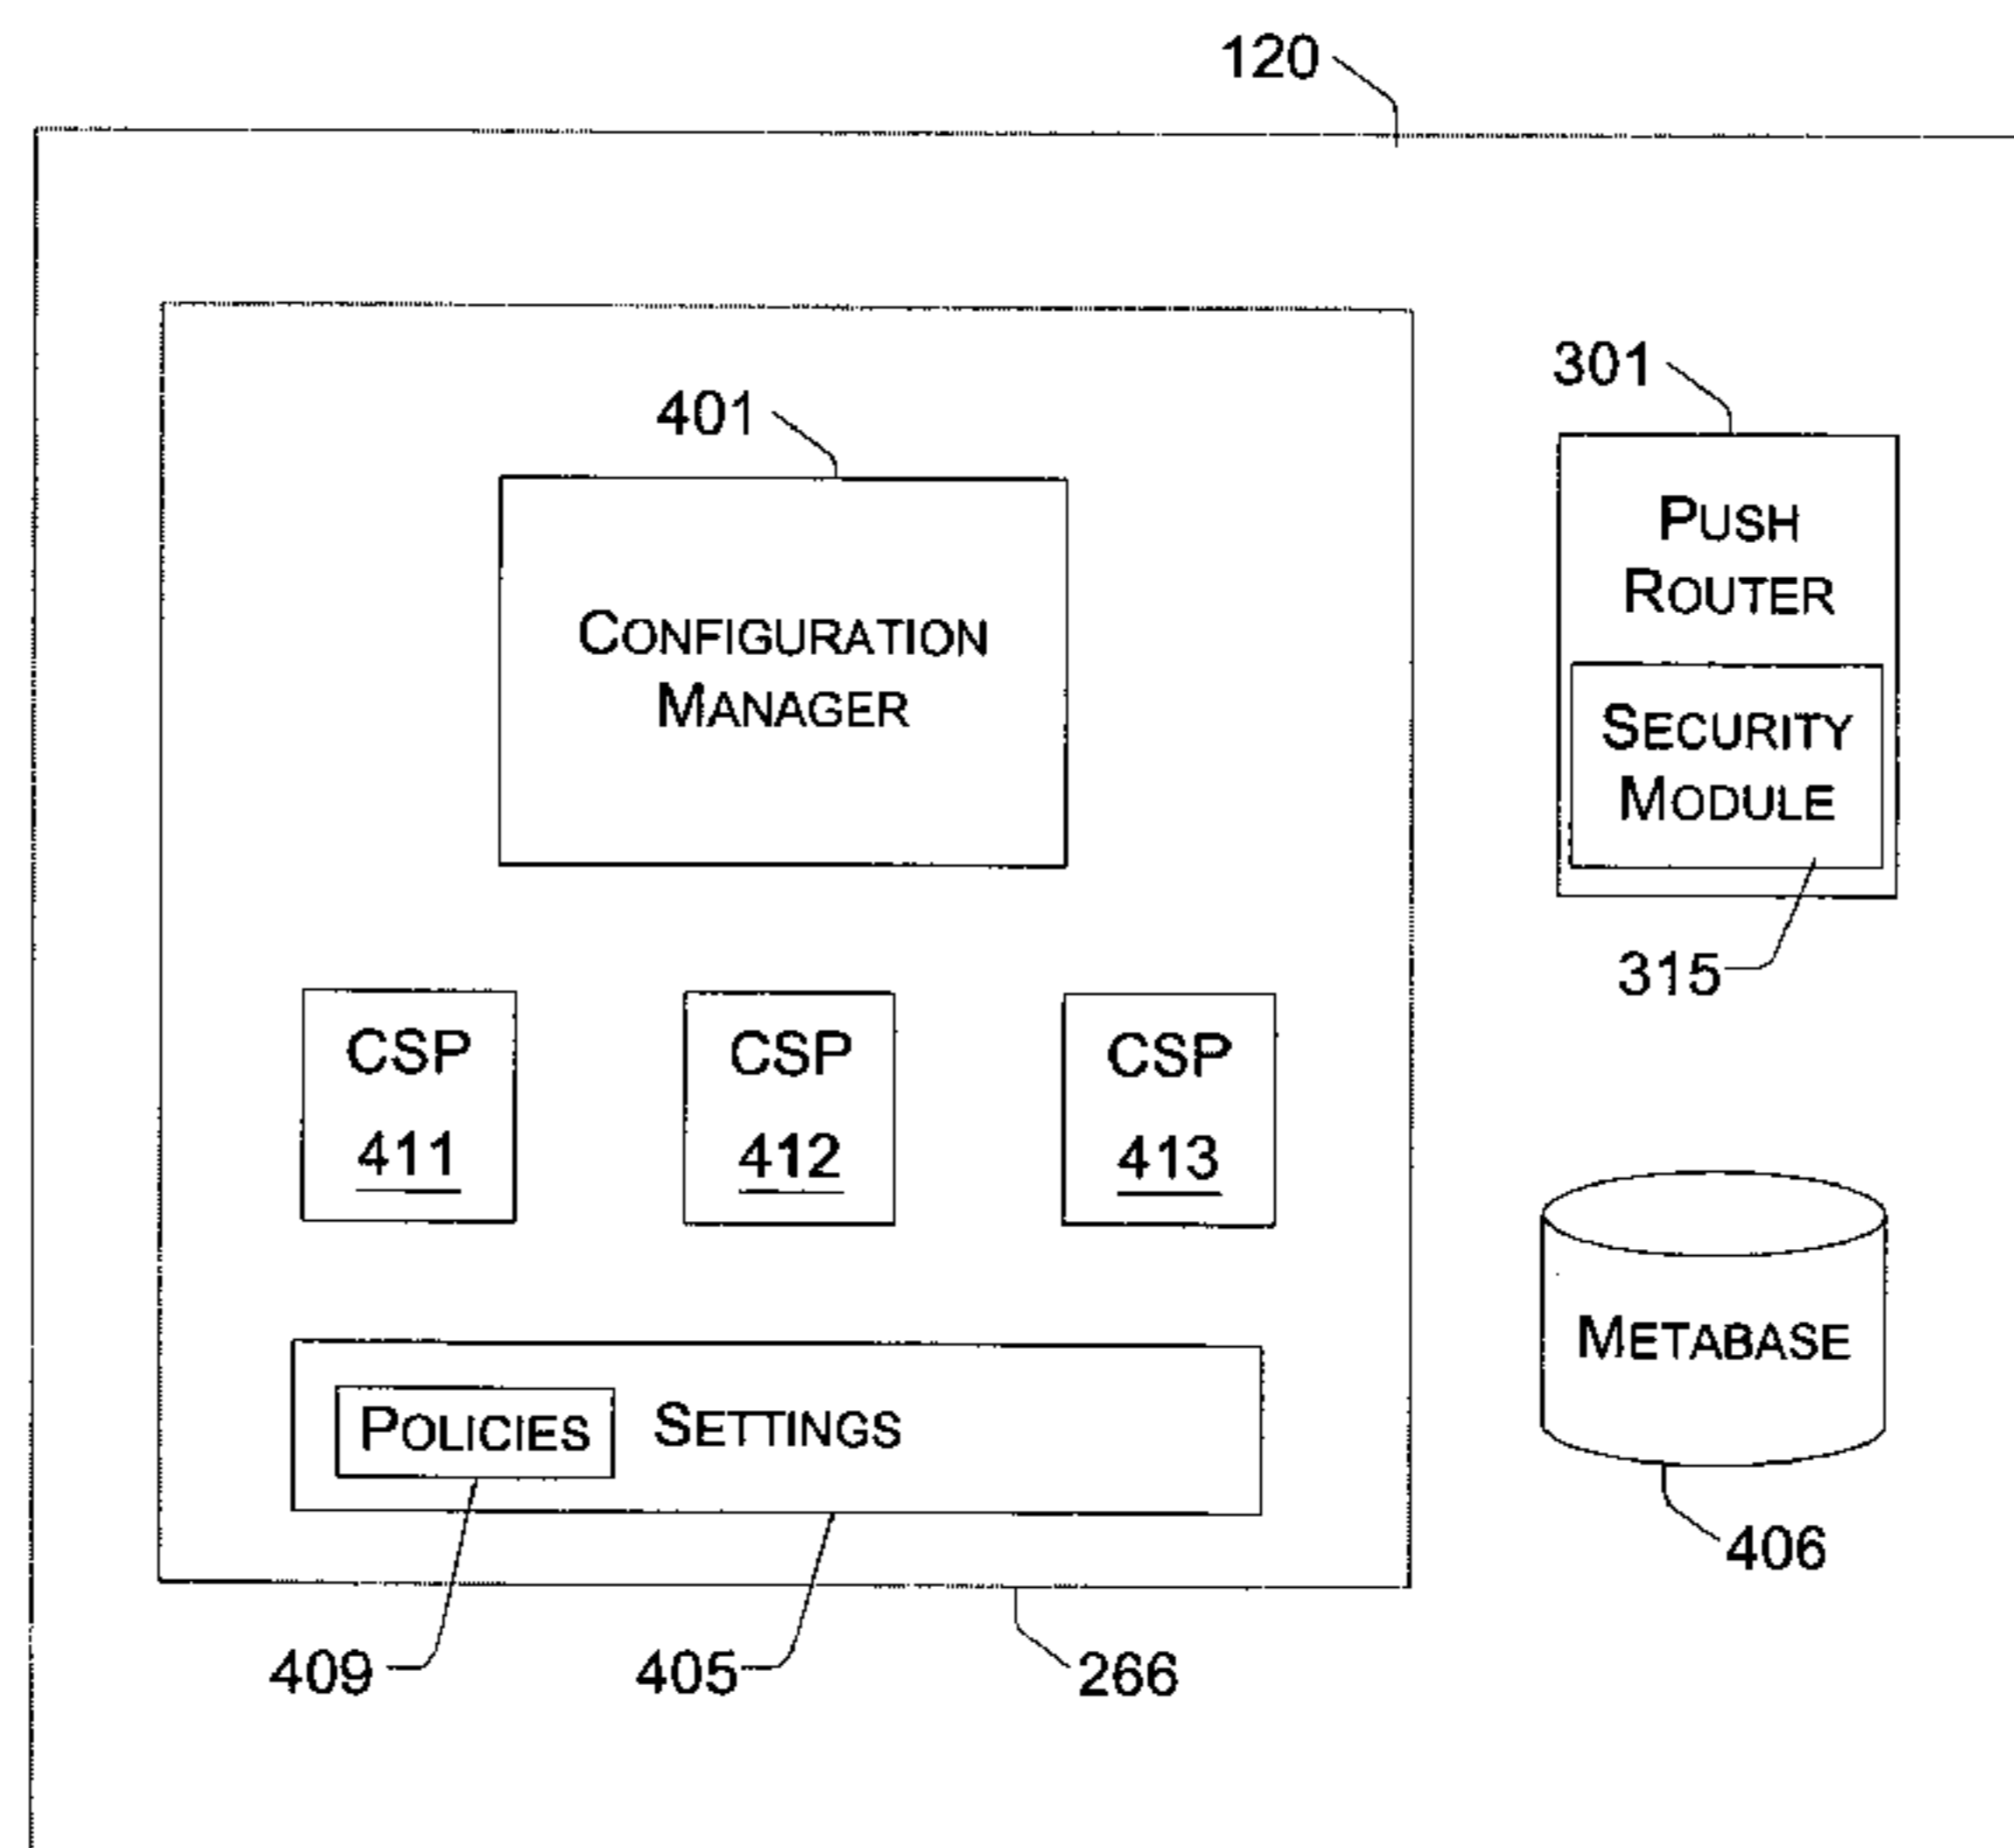 120
301
401
PUSH
ROUTER
CONFIGURATION
MANAGER
SECURITY
MODULE
315
CSP
411
CSP
412
CSP
413
METABASE
POLICIES
SETTINGS
406
409
405
266